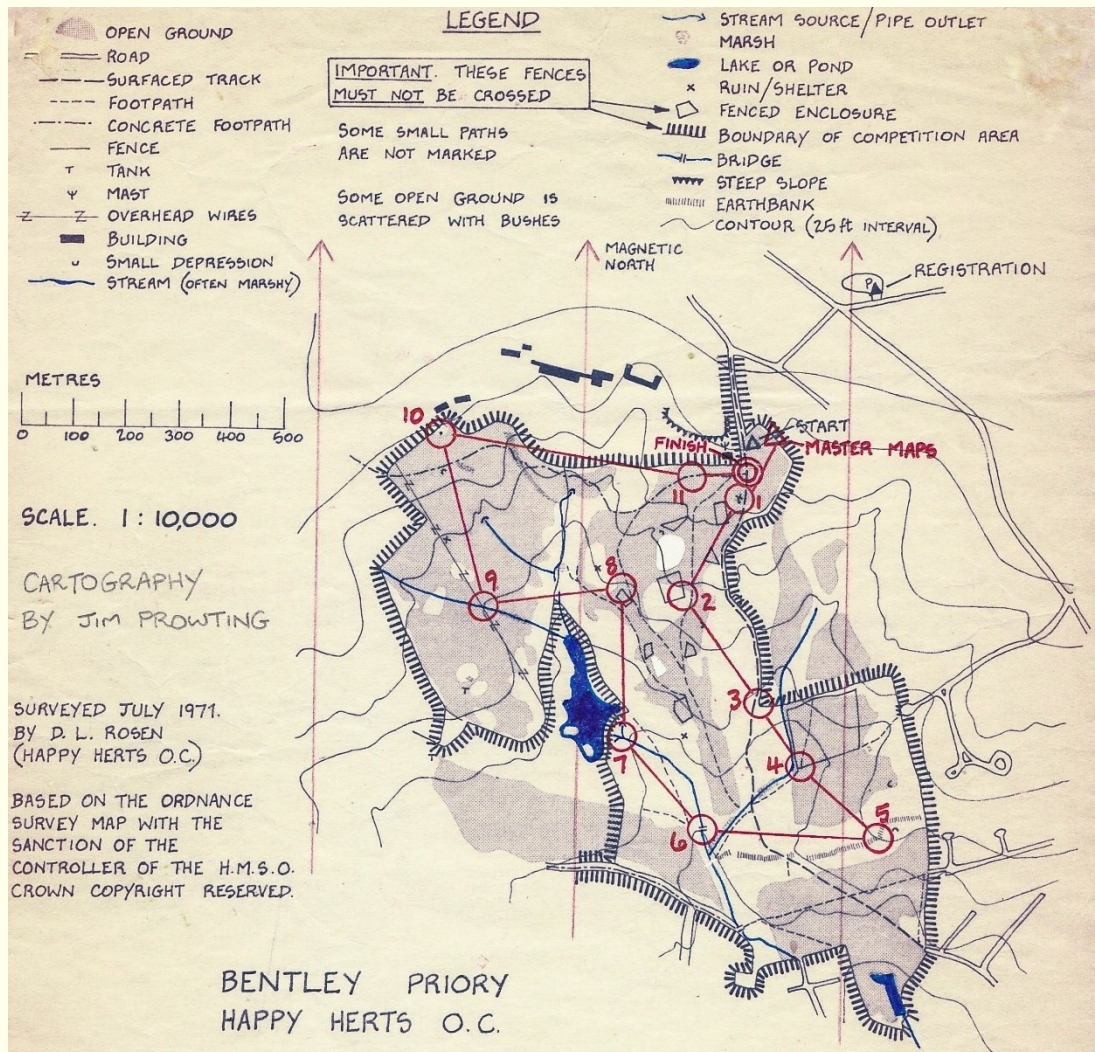 LEGEND
OPEN GROUND
ROAD
SURFACED TRACK
FOOTPATH
CONCRETE FOOTPATH
FENCE
TANK
MAST
OVERHEAD WIRES
BUILDING
SMALL DEPRESSION
STREAM (OFTEN MARSHY)
IMPORTANT. THESE FENCES
MUST NOT BE CROSSED
SOME SMALL PATHS
ARE NOT MARKED
SOME OPEN GROUND IS
SCATTERED WITH BUSHES
STREAM SOURCE/PIPE OUTLET
MARSH
LAKE OR POND
RUIN/SHELTER
FENCED ENCLOSURE
BOUNDARY OF COMPETITION AREA
BRIDGE
STEEP SLOPE
EARTHBANK
CONTOUR (25ft INTERVAL)
MAGNETIC
NORTH
REGISTRATION
P
METRES
0 100 200 300 400 500
SCALE. 1 : 10,000
CARTOGRAPHY
BY JIM PROWTING
SURVEYED JULY 1971.
BY D. L. ROSEN
(HAPPY HERTS O.C.)
BASED ON THE ORDNANCE
SURVEY MAP WITH THE
SANCTION OF THE
CONTROLLER OF THE H.M.S.O.
CROWN COPYRIGHT RESERVED.
START
MASTER MAPS
FINISH
10
11
1
9
8
2
3
4
5
6
7
BENTLEY PRIORY
HAPPY HERTS O.C.